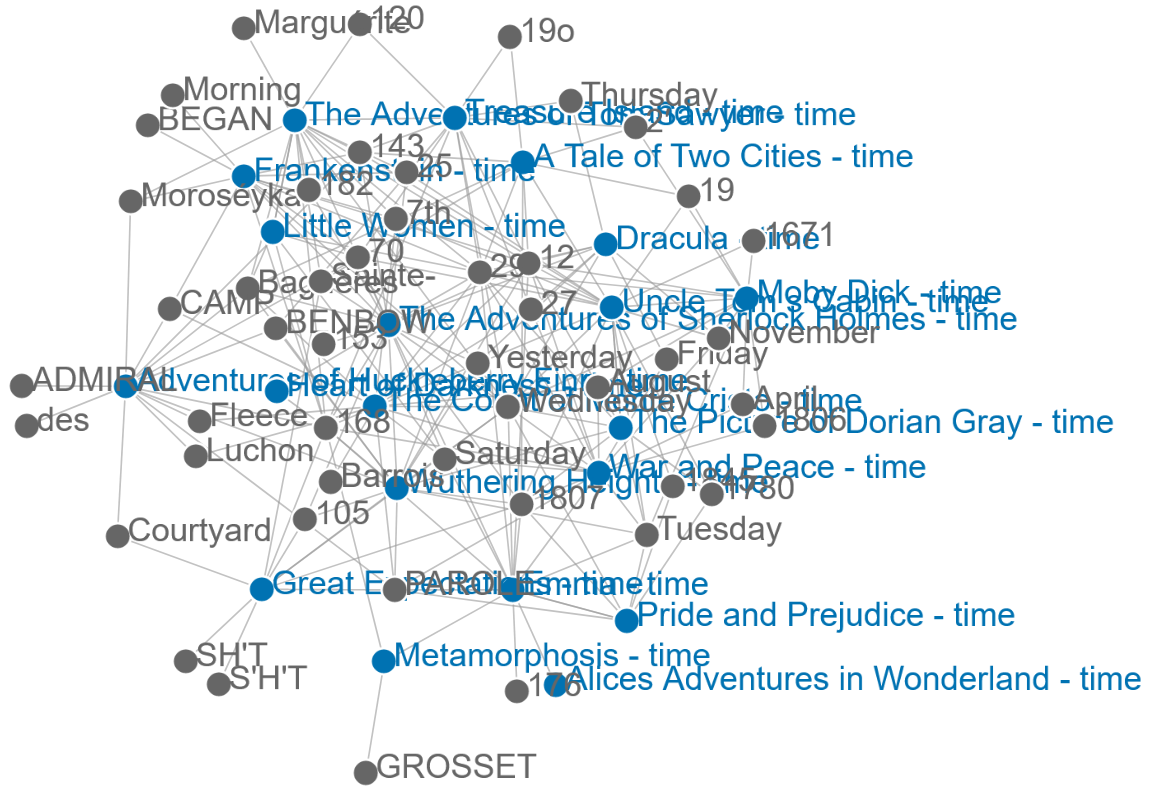 Marguerite
120
19o
Morning
Thursday
BEGAN
The Adventures of Tom Sawyer - time
Treasure Island - time
2
143
A Tale of Two Cities - time
Frankenstein - time
25
182
19
Moroseyka
7th
Little Women - time
Dracula - time
1671
70
29
12
Sainte-
Bagneres
CAMP
Moby Dick - time
Uncle Tom's Cabin - time
27
BENBOW
The Adventures of Sherlock Holmes - time
November
153
Yesterday
Friday
ADMIRAL
Adventures of Huckleberry Finn - time
Heart of Darkness - time
August
April
The Count of Monte Cristo - time
Wednesday
des
Fleece
168
The Picture of Dorian Gray - time
1806
Luchon
Saturday
War and Peace - time
Barrois
Wuthering Heights - time
1845
1780
1807
105
Courtyard
Tuesday
Great Expectations - time
PAROLE
Emma - time
Pride and Prejudice - time
SH'T
Metamorphosis - time
S'H'T
176
Alices Adventures in Wonderland - time
GROSSET